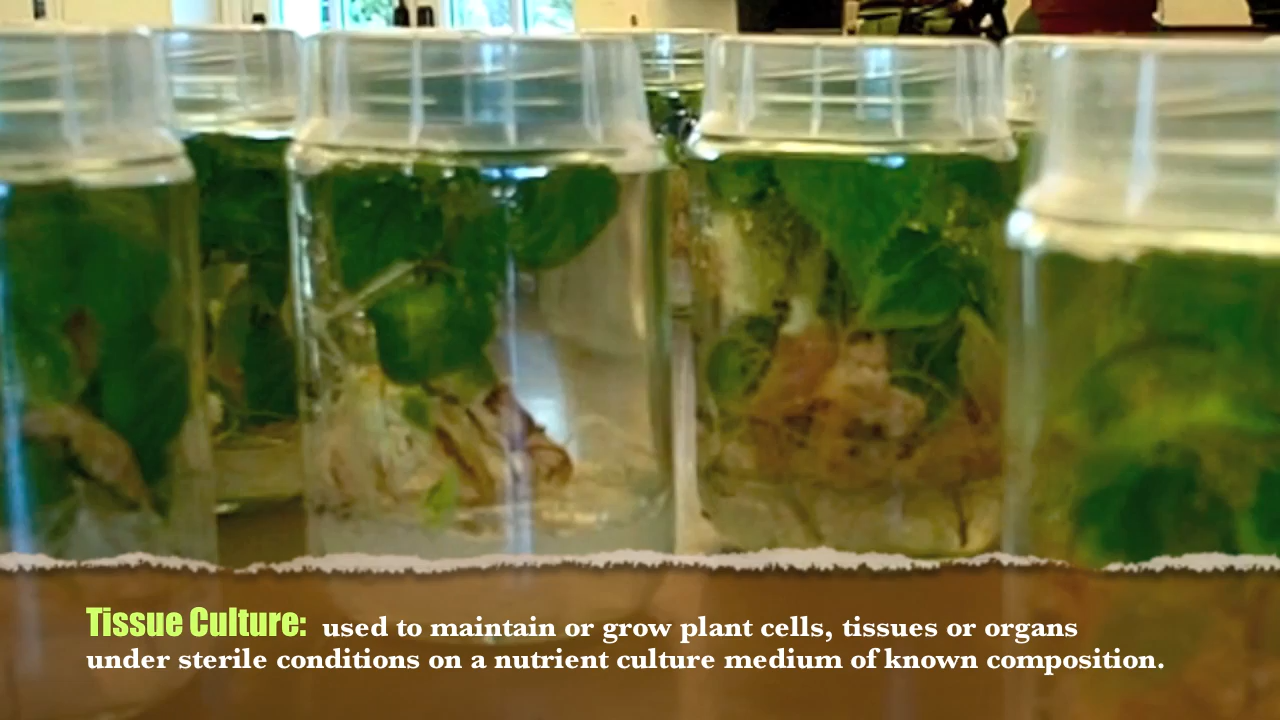 Tissue Culture: used to maintain or grow plant cells, tissues or organs
under sterile conditions on a nutrient culture medium of known composition.